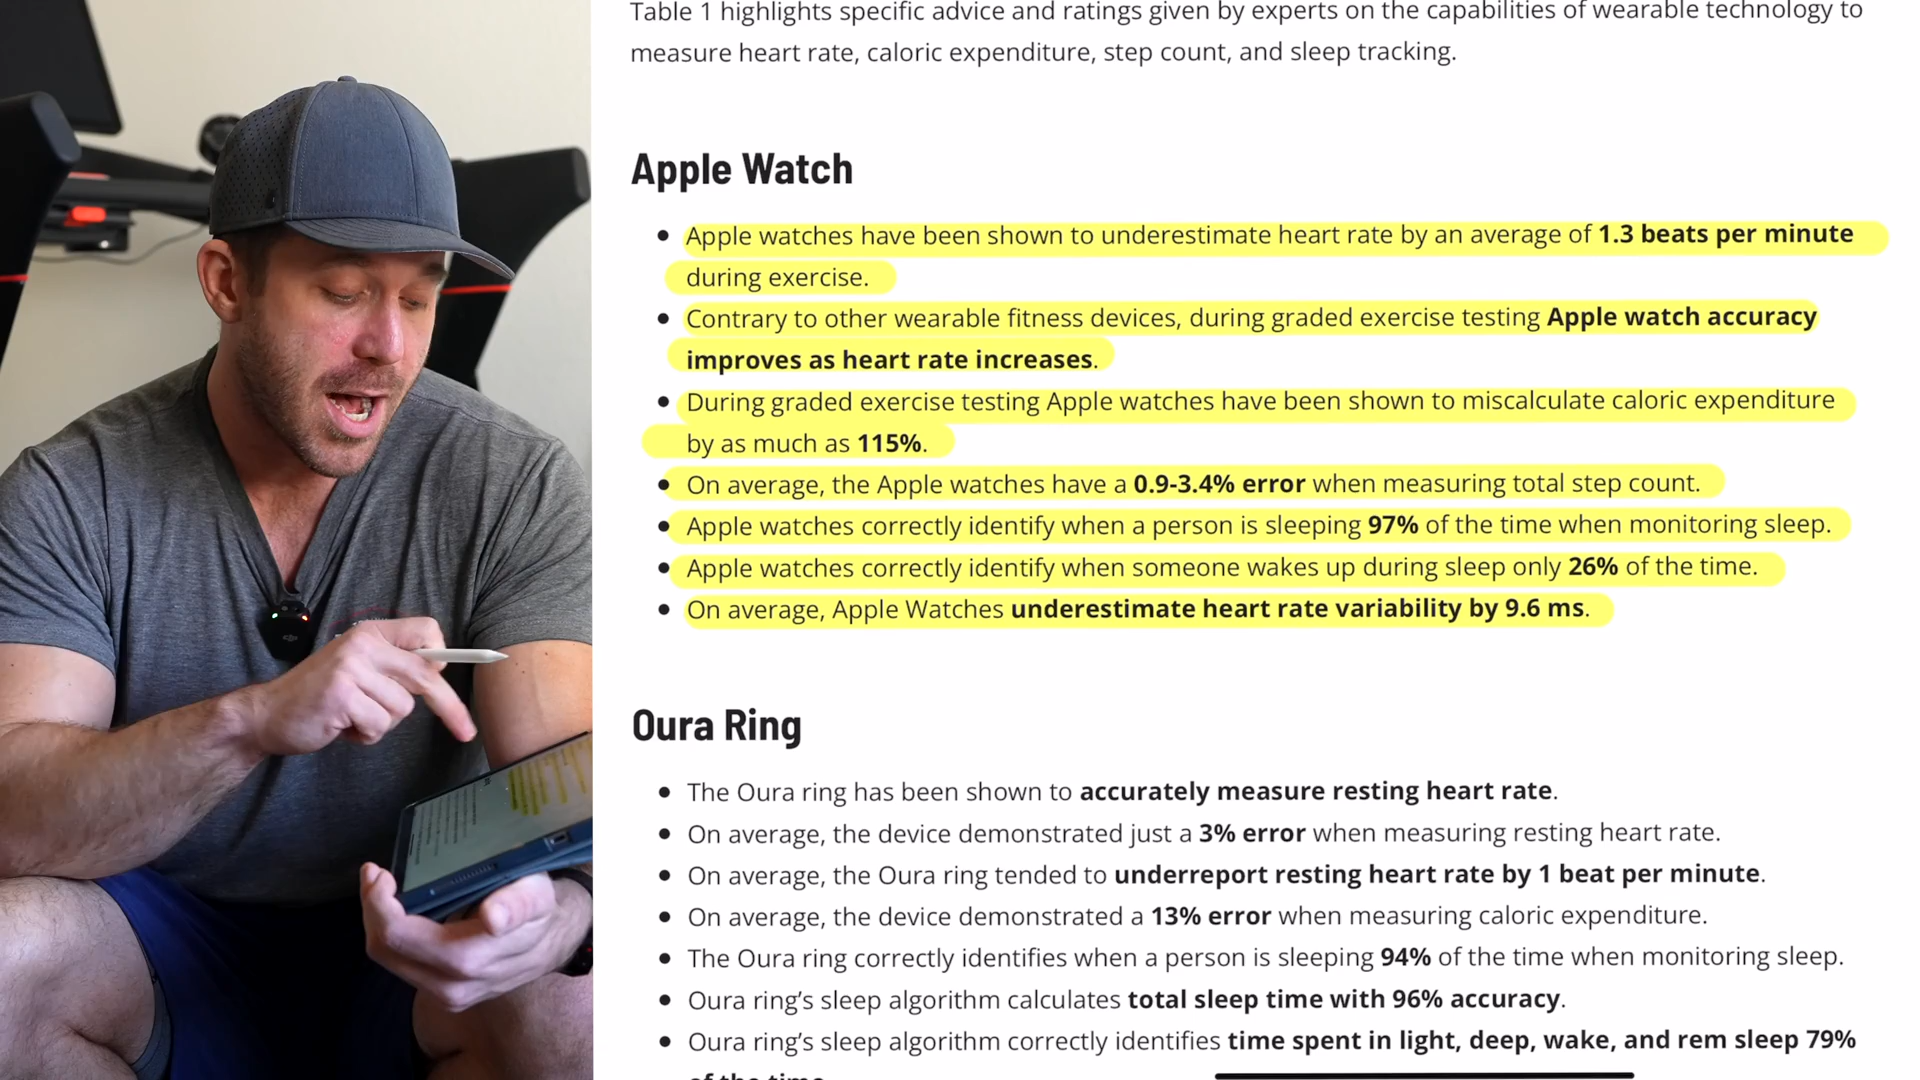 Table 1 highlights specific advice and ratings given by experts on the capabilities of wearable technology to
measure heart rate, caloric expenditure, step count, and sleep tracking.
Apple Watch
Apple watches have been shown to underestimate heart rate by an average of 1.3 beats per minute
during exercise.
Contrary to other wearable fitness devices, during graded exercise testing Apple watch accuracy
improves as heart rate increases.
During graded exercise testing Apple watches have been shown to miscalculate caloric expenditure
by as much as 115%.
On average, the Apple watches have a 0.9-3.4% error when measuring total step count.
Apple watches correctly identify when a person is sleeping 97% of the time when monitoring sleep.
Apple watches correctly identify when someone wakes up during sleep only 26% of the time.
On average, Apple Watches underestimate heart rate variability by 9.6 ms.
Oura Ring
The Oura ring has been shown to accurately measure resting heart rate.
On average, the device demonstrated just a 3% error when measuring resting heart rate.
On average, the Oura ring tended to underreport resting heart rate by 1 beat per minute.
On average, the device demonstrated a 13% error when measuring caloric expenditure.
The Oura ring correctly identifies when a person is sleeping 94% of the time when monitoring sleep.
Oura ring’s sleep algorithm calculates total sleep time with 96% accuracy.
Oura ring’s sleep algorithm correctly identifies time spent in light, deep, wake, and rem sleep 79%
of the time